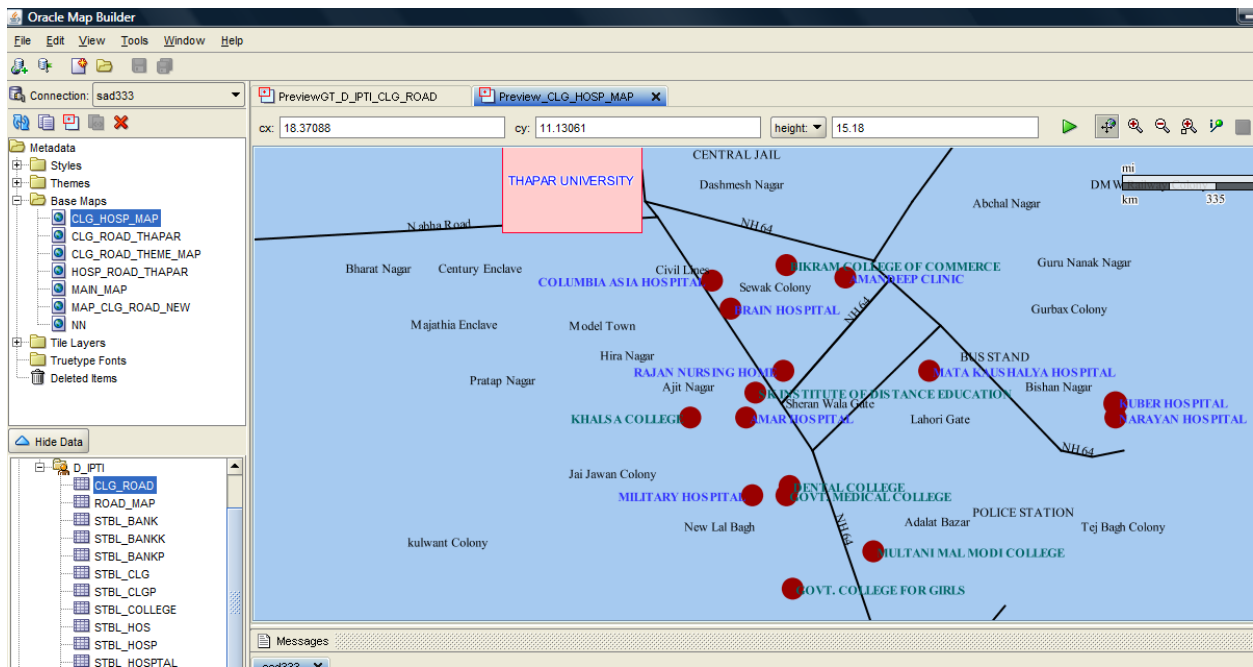 Oracle Map Builder
File Edit View Tools Window Help
Connection: sad333
PreviewGT_D_IPTI_CLG_ROAD
Preview_CLG_HOSP_MAP
cx: 18.37088
cy: 11.13061
height: 15.18
Metadata
Styles
Themes
Base Maps
CLG_HOSP_MAP
CLG_ROAD_THAPAR
CLG_ROAD_THEME_MAP
HOSP_ROAD_THAPAR
MAIN_MAP
MAP_CLG_ROAD_NEW
NN
Tile Layers
Truetype Fonts
Deleted Items
Hide Data
D_IPTI
CLG_ROAD
ROAD_MAP
STBL_BANK
STBL_BANKK
STBL_BANKP
STBL_CLG
STBL_CLGP
STBL_COLLEGE
STBL_HOS
STBL_HOSP
STBL_HOSPTAL
CENTRAL JAIL
mi
THAPAR UNIVERSITY
Dashmesh Nagar
DMW Railway Colony
km 335
Abchal Nagar
Nabha Road
NH 64
Bharat Nagar
Century Enclave
Civil Lines
BIKRAM COLLEGE OF COMMERCE
Guru Nanak Nagar
COLUMBIA ASIA HOSPITAL
AMANDEEP CLINIC
Sewak Colony
BRAIN HOSPITAL
NH 64
Gurbax Colony
Majathia Enclave
Model Town
Hira Nagar
BUS STAND
RAJAN NURSING HOME
MATA KAUSHALYA HOSPITAL
Pratap Nagar
Ajit Nagar
INSTITUTE OF DISTANCE EDUCATION
Bishan Nagar
Sheran Wala Gate
KUBER HOSPITAL
KHALSA COLLEGE
AMAR HOSPITAL
Lahori Gate
NARAYAN HOSPITAL
NH 64
Jai Jawan Colony
DENTAL COLLEGE
MILITARY HOSPITAL
GOVT. MEDICAL COLLEGE
POLICE STATION
New Lal Bagh
NH 64
Adalat Bazar
Tej Bagh Colony
kulwant Colony
MULTANI MAL MODI COLLEGE
GOVT. COLLEGE FOR GIRLS
Messages
sad333